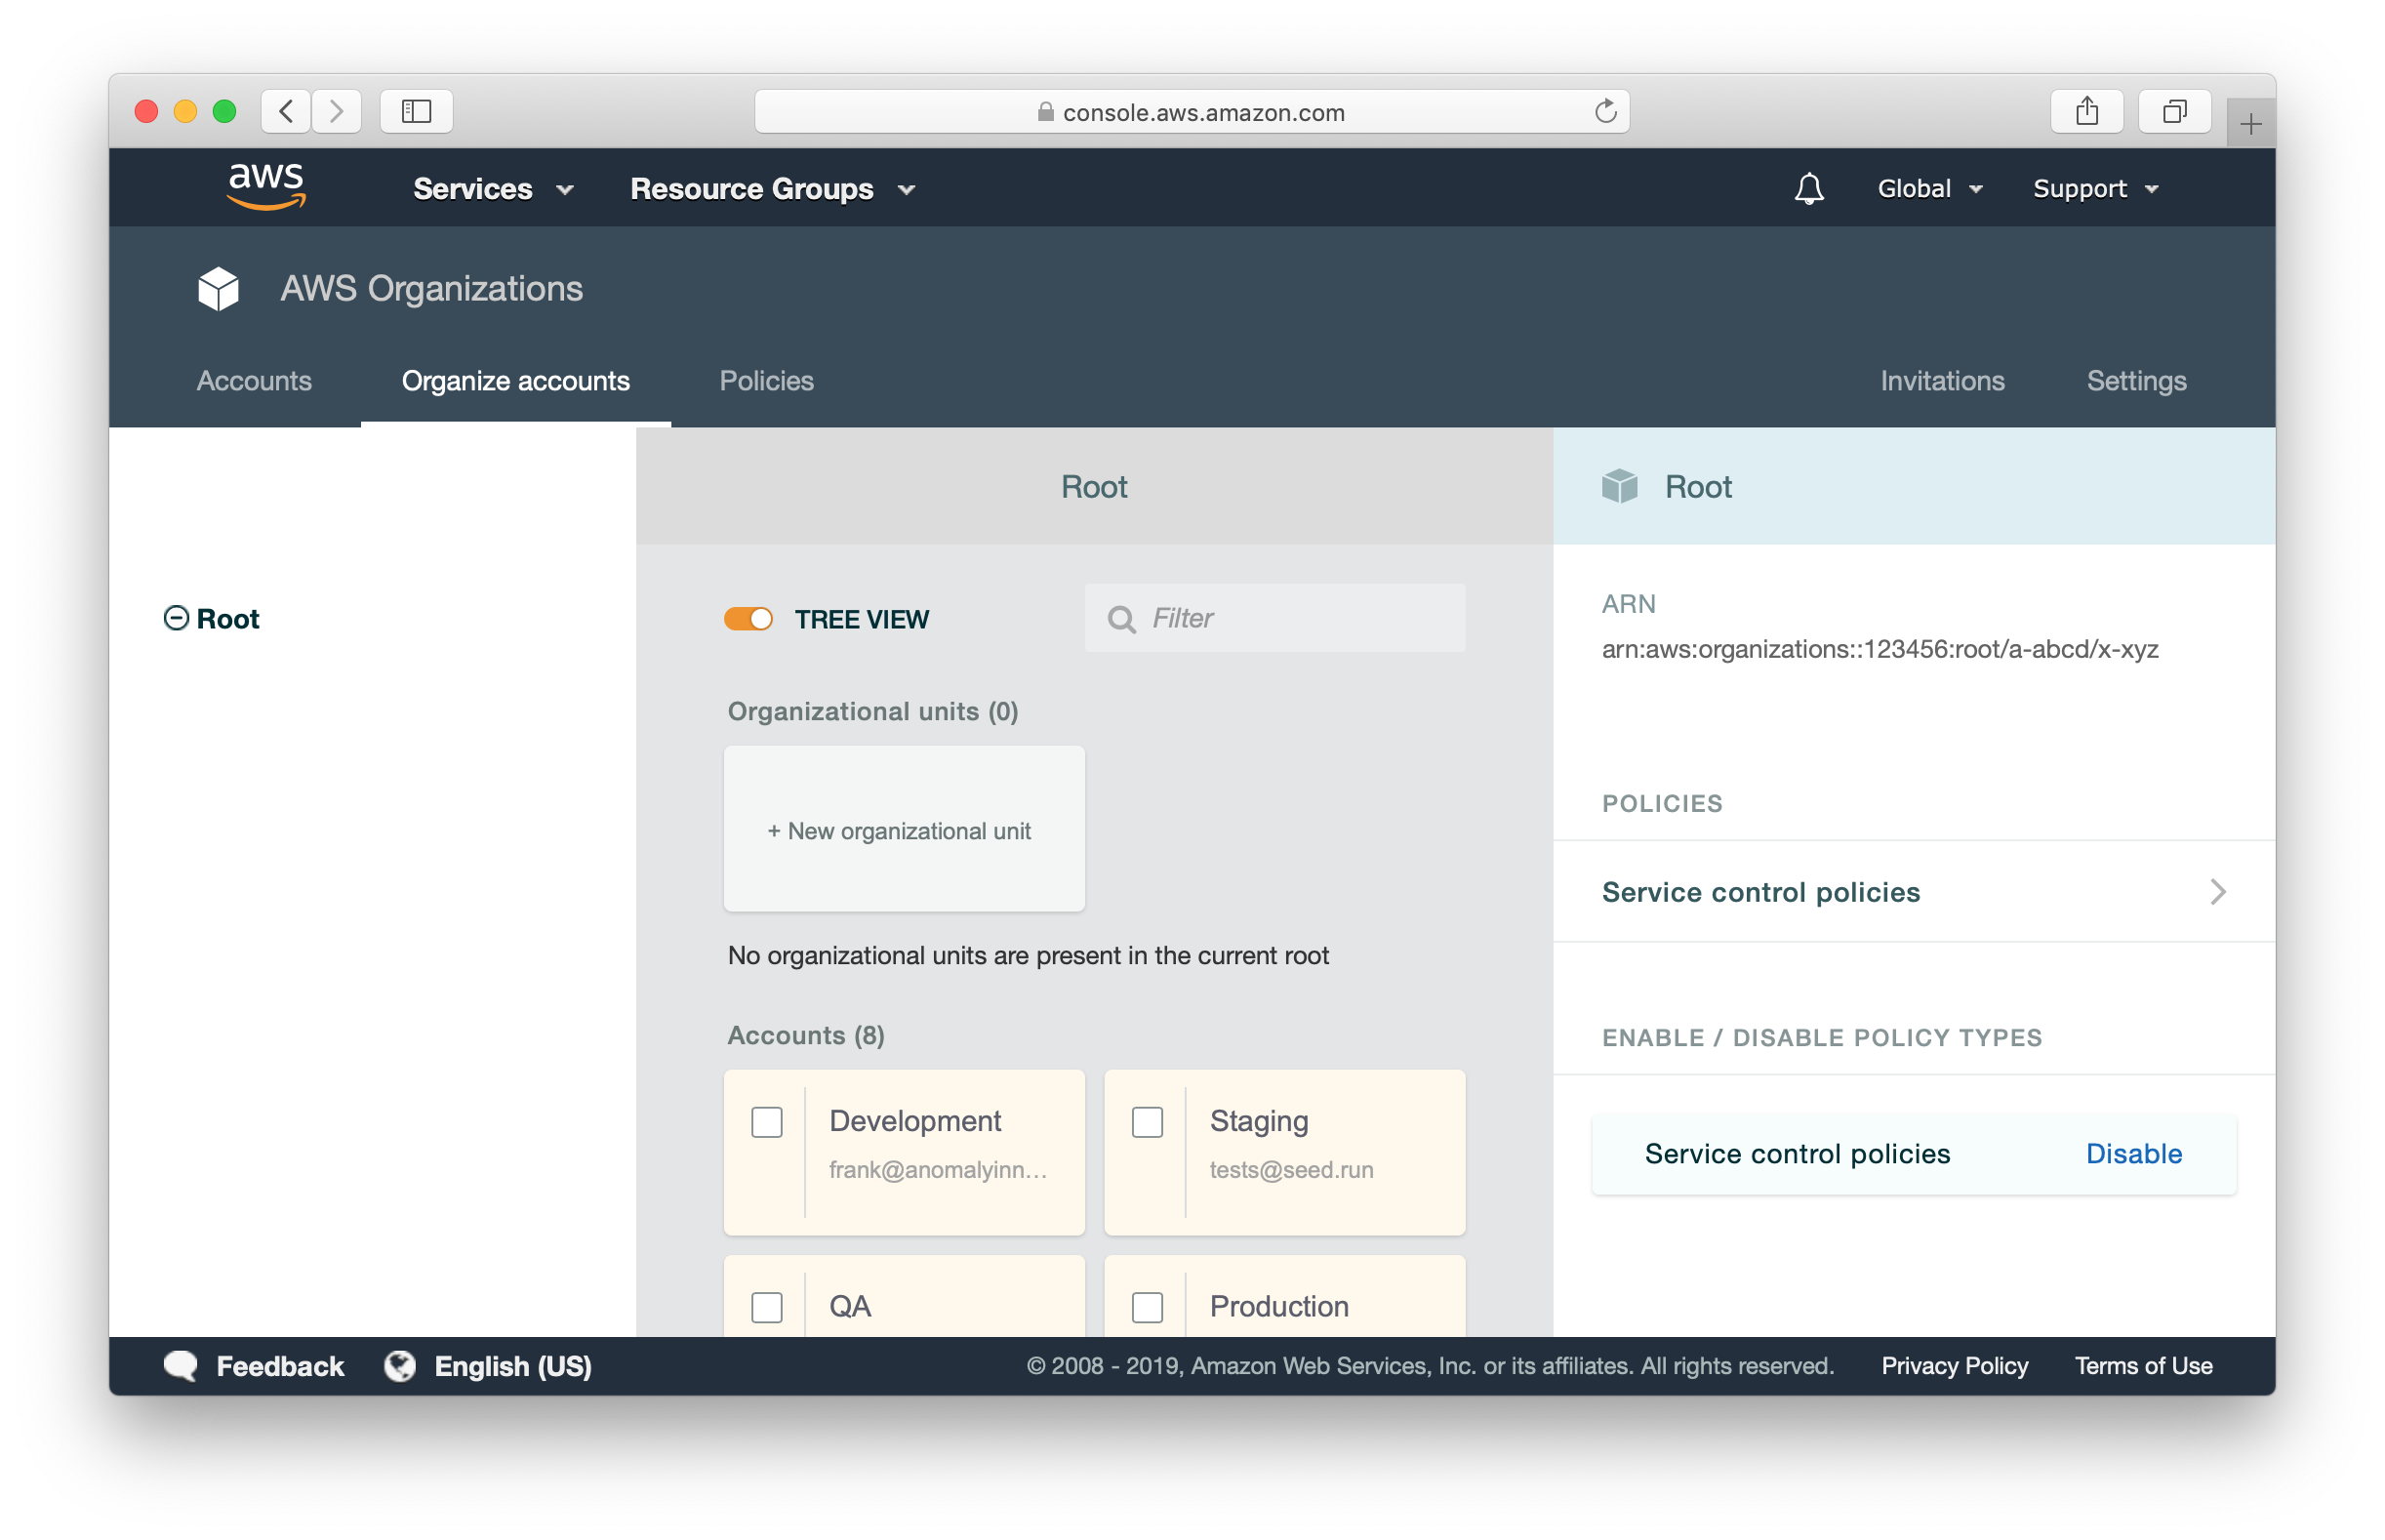 console.aws.amazon.com
aws
Services
Resource Groups
Global
Support
AWS Organizations
Accounts
Organize accounts
Policies
Invitations
Settings
Root
Root
TREE VIEW
Filter
Organizational units (0)
+ New organizational unit
No organizational units are present in the current root
Accounts (8)
Development
frank@anomalyinn...
Staging
tests@seed.run
QA
Production
Root
ARN
arn:aws:organizations::123456:root/a-abcd/x-xyz
POLICIES
Service control policies
ENABLE / DISABLE POLICY TYPES
Service control policies
Disable
Feedback
English (US)
© 2008 - 2019, Amazon Web Services, Inc. or its affiliates. All rights reserved.
Privacy Policy
Terms of Use